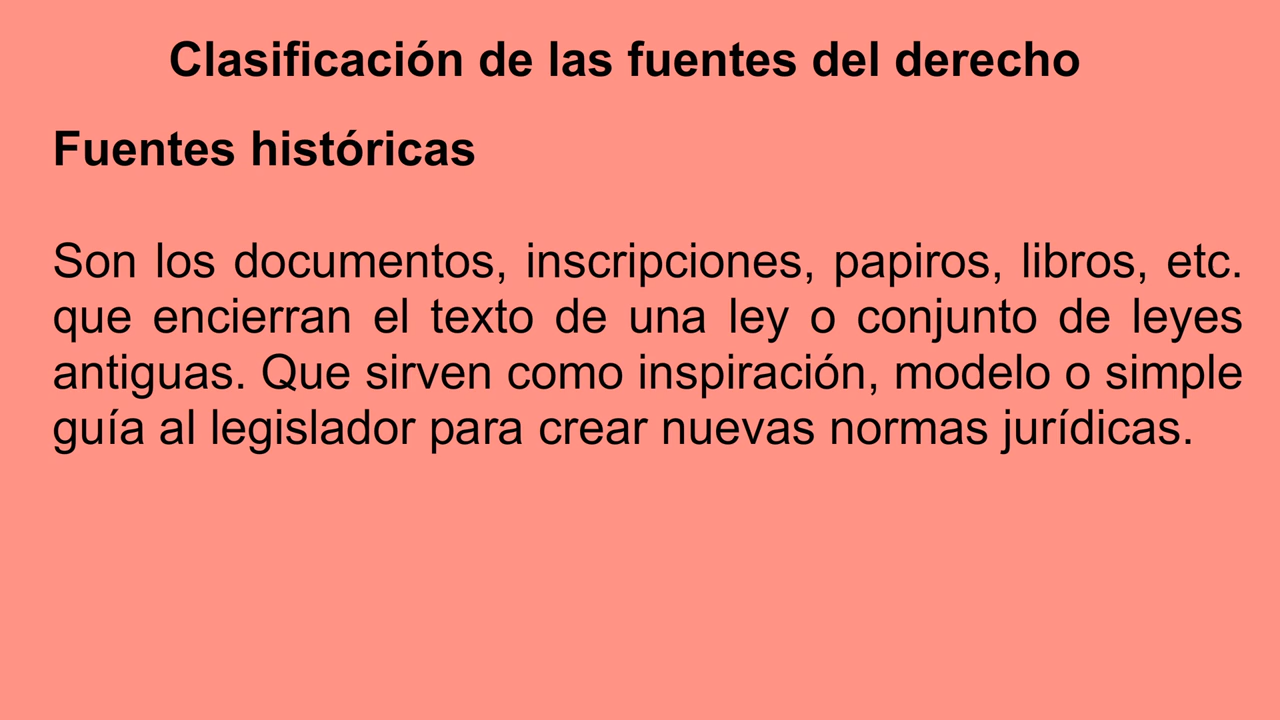 Clasificación de las fuentes del derecho
Fuentes históricas
Son los documentos, inscripciones, papiros, libros, etc.
que encierran el texto de una ley o conjunto de leyes
antiguas. Que sirven como inspiración, modelo o simple
guía al legislador para crear nuevas normas jurídicas.